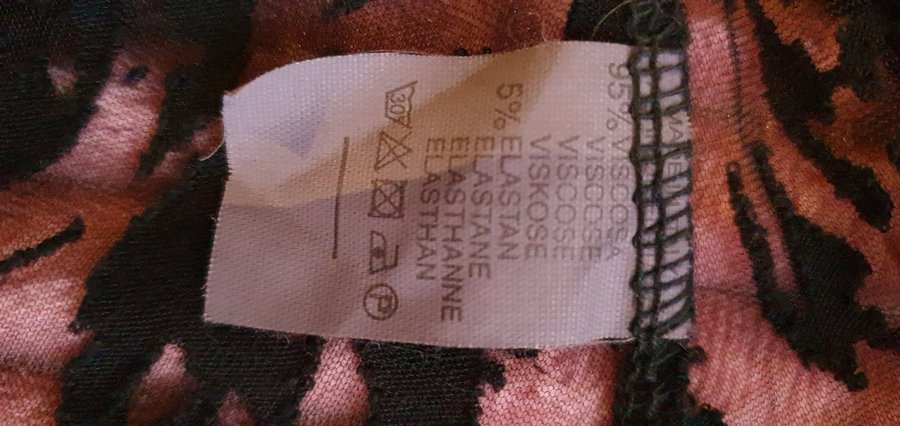 95% VISCOSA
VISCOSE
VISCOSE
VISKOSE
5% ELASTAN
ELASTANE
ELASTHANNE
ELASTHAN
30 P